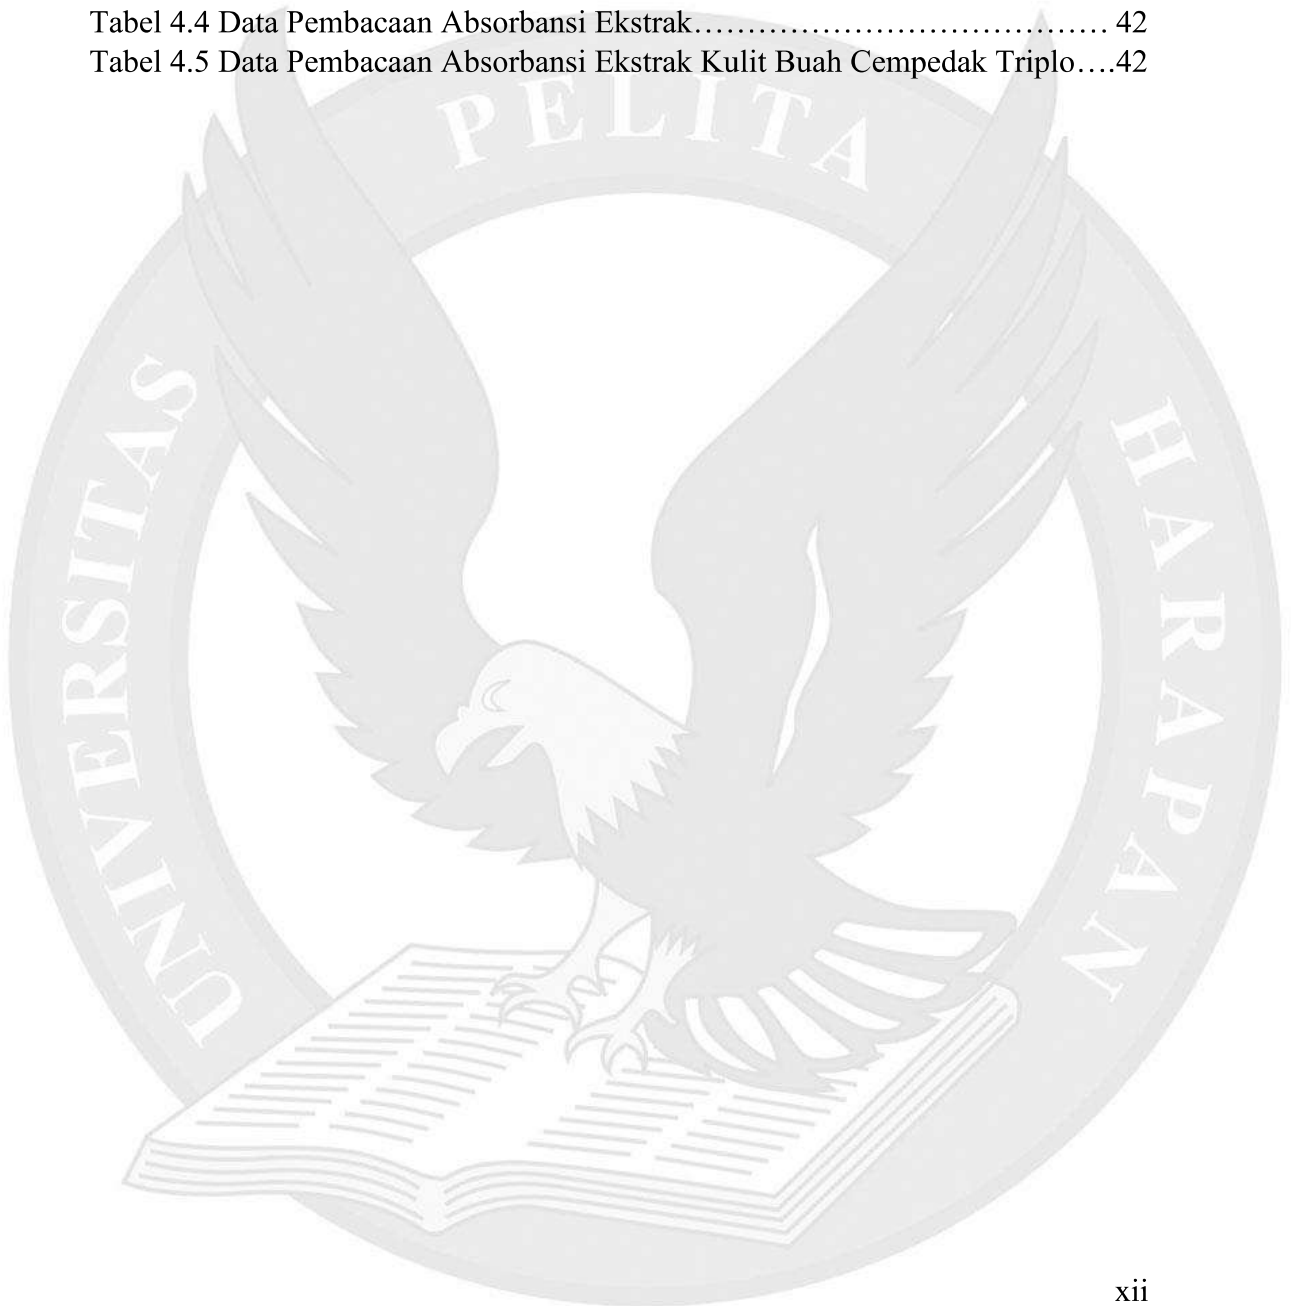 Tabel 4.4 Data Pembacaan Absorbansi Ekstrak………………………………… 42
Tabel 4.5 Data Pembacaan Absorbansi Ekstrak Kulit Buah Cempedak Triplo….42
UNIVERSITAS PELITA HARAPAN
xii